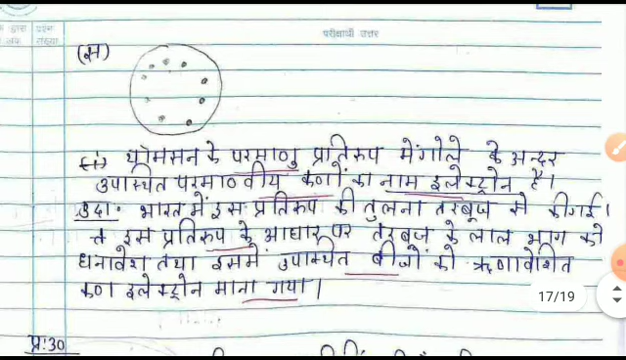 प्रश्न
संख्या
परीक्षार्थी उत्तर
(स)
थॉमसन के परमाणु प्रतिरूप में गोले के अन्दर
उपस्थित परमाण्वीय कणों का नाम इलेक्ट्रोन है।
उदा. भारत में इस प्रतिरूप की तुलना तरबूज से की गई।
इस प्रतिरूप के आधार पर तरबूज के लाल भाग को
धनावेश तथा इसमें उपस्थित बीजों को ऋणावेशित
कण इलेक्ट्रोन माना गया।
17/19
प्र:30